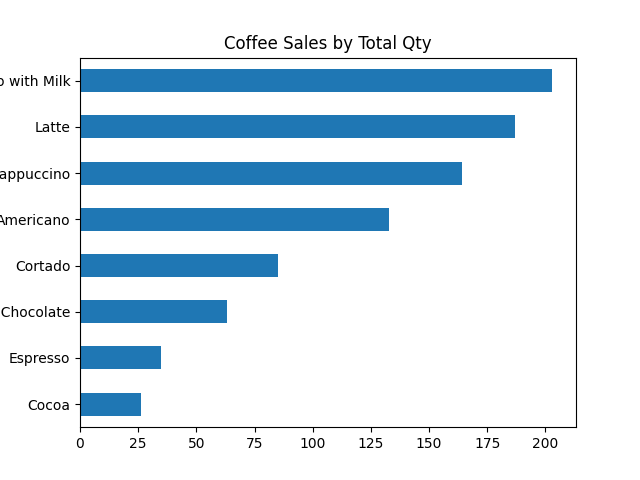 Coffee Sales by Total Qty
with Milk
Latte
appuccino
Americano
Cortado
Chocolate
Espresso
Cocoa
0 25 50 75 100 125 150 175 200